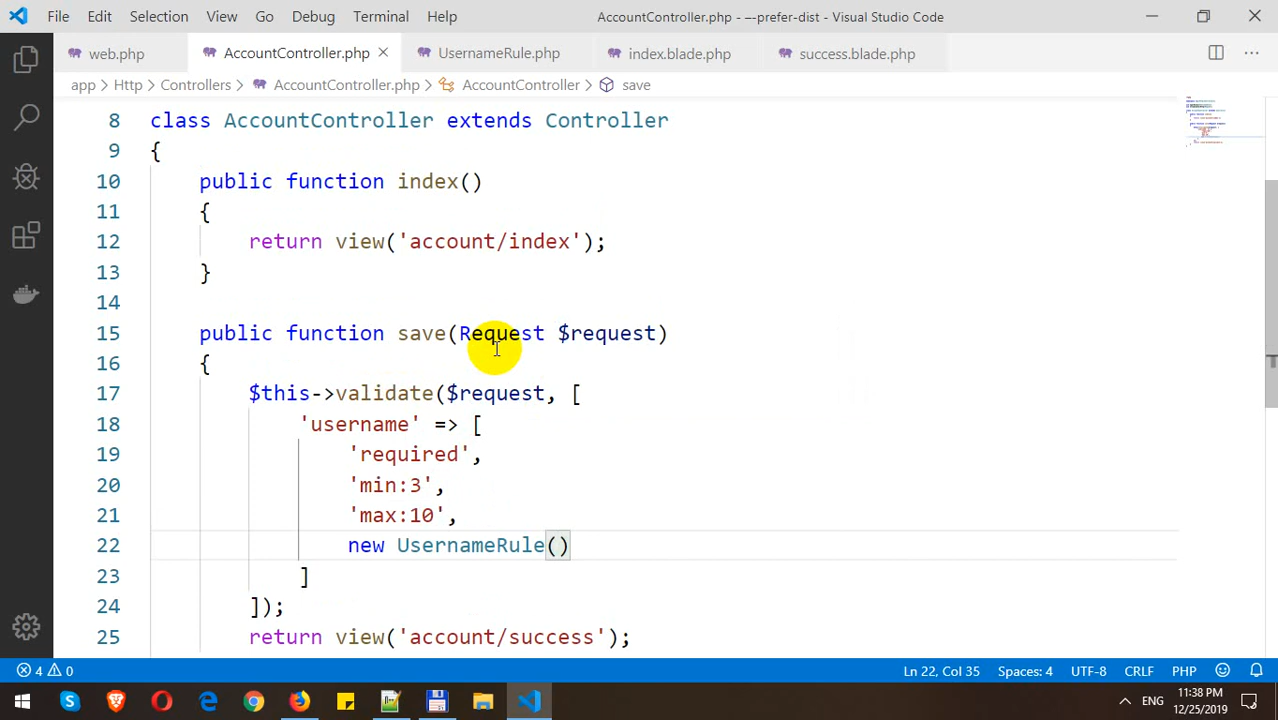 File Edit Selection View Go Debug Terminal Help AccountController.php - --prefer-dist - Visual Studio Code
web.php AccountController.php UsernameRule.php index.blade.php success.blade.php
app > Http > Controllers > AccountController.php > AccountController > save
8 class AccountController extends Controller
9 {
10 public function index()
11 {
12 return view('account/index');
13 }
14
15 public function save(Request $request)
16 {
17 $this->validate($request, [
18 'username' => [
19 'required',
20 'min:3',
21 'max:10',
22 new UsernameRule()
23 ]
24 ]);
25 return view('account/success');
4 0 Ln 22, Col 35 Spaces: 4 UTF-8 CRLF PHP
ENG 11:38 PM
12/25/2019